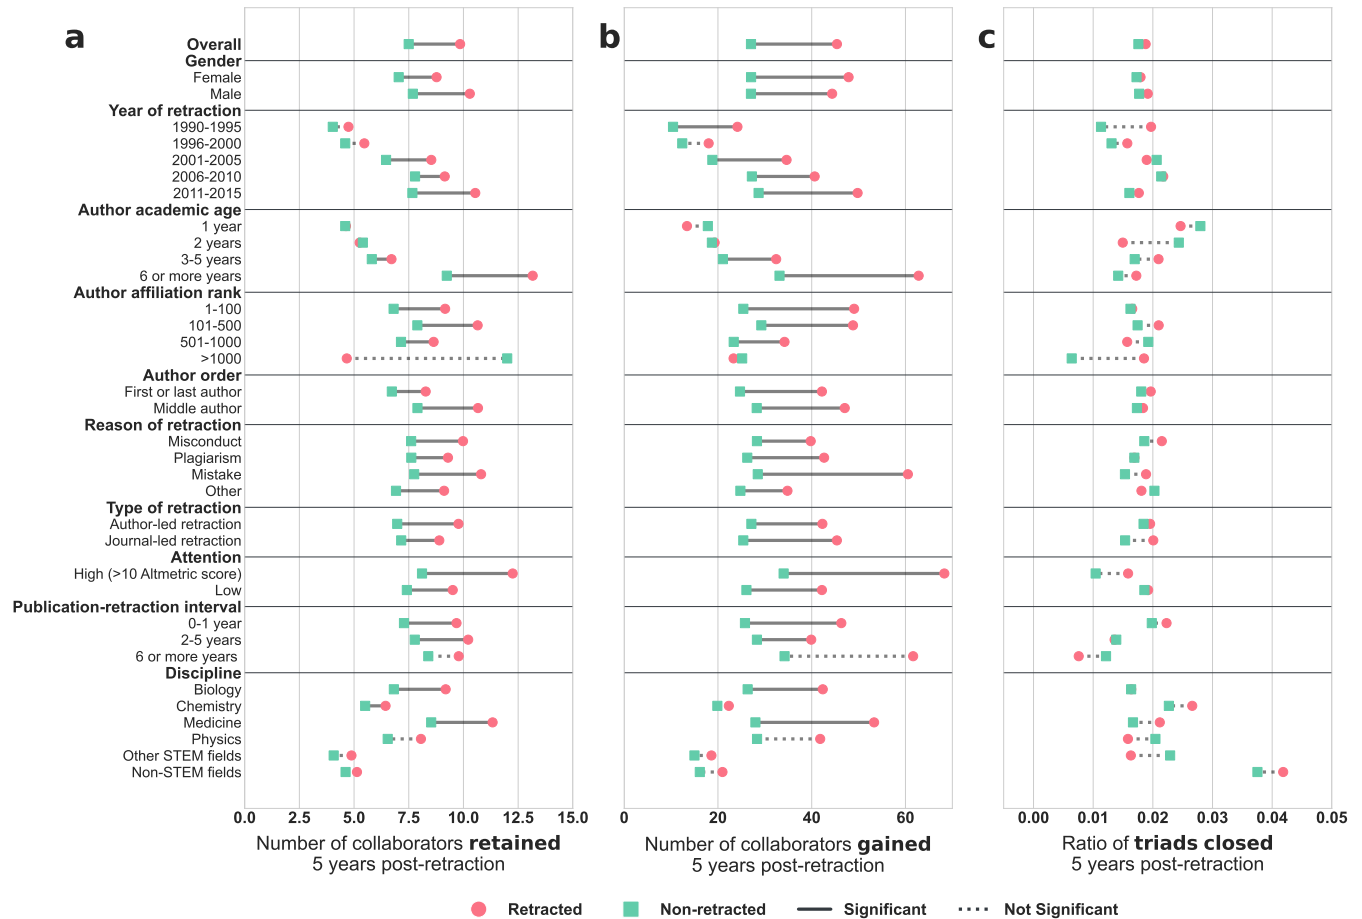 a
b
c
Overall
Gender
Female
Male
Year of retraction
1990-1995
1996-2000
2001-2005
2006-2010
2011-2015
Author academic age
1 year
2 years
3-5 years
6 or more years
Author affiliation rank
1-100
101-500
501-1000
>1000
Author order
First or last author
Middle author
Reason of retraction
Misconduct
Plagiarism
Mistake
Other
Type of retraction
Author-led retraction
Journal-led retraction
Attention
High (>10 Altmetric score)
Low
Publication-retraction interval
0-1 year
2-5 years
6 or more years
Discipline
Biology
Chemistry
Medicine
Physics
Other STEM fields
Non-STEM fields
0.0 2.5 5.0 7.5 10.0 12.5 15.0
Number of collaborators retained
5 years post-retraction
0 20 40 60
Number of collaborators gained
5 years post-retraction
0.00 0.01 0.02 0.03 0.04 0.05
Ratio of triads closed
5 years post-retraction
Retracted Non-retracted Significant Not Significant